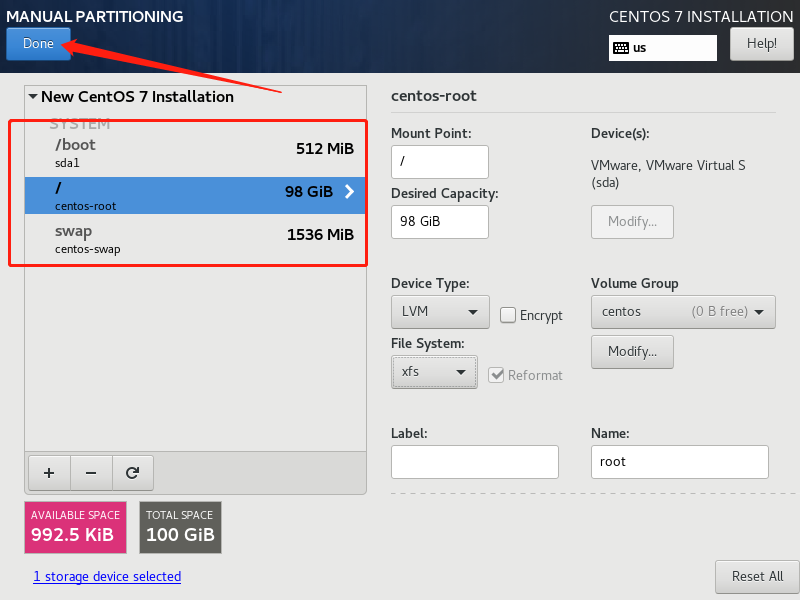 MANUAL PARTITIONING
CENTOS 7 INSTALLATION
Done
us
Help!
New CentOS 7 Installation
SYSTEM
/boot
512 MiB
sda1
/
98 GiB
centos-root
swap
1536 MiB
centos-swap
+
−
AVAILABLE SPACE
992.5 KiB
TOTAL SPACE
100 GiB
1 storage device selected
centos-root
Mount Point:
/
Desired Capacity:
98 GiB
Device(s):
VMware, VMware Virtual S
(sda)
Modify...
Device Type:
LVM
Encrypt
Volume Group
centos (0 B free)
File System:
xfs
Reformat
Modify...
Label:
Name:
root
Reset All